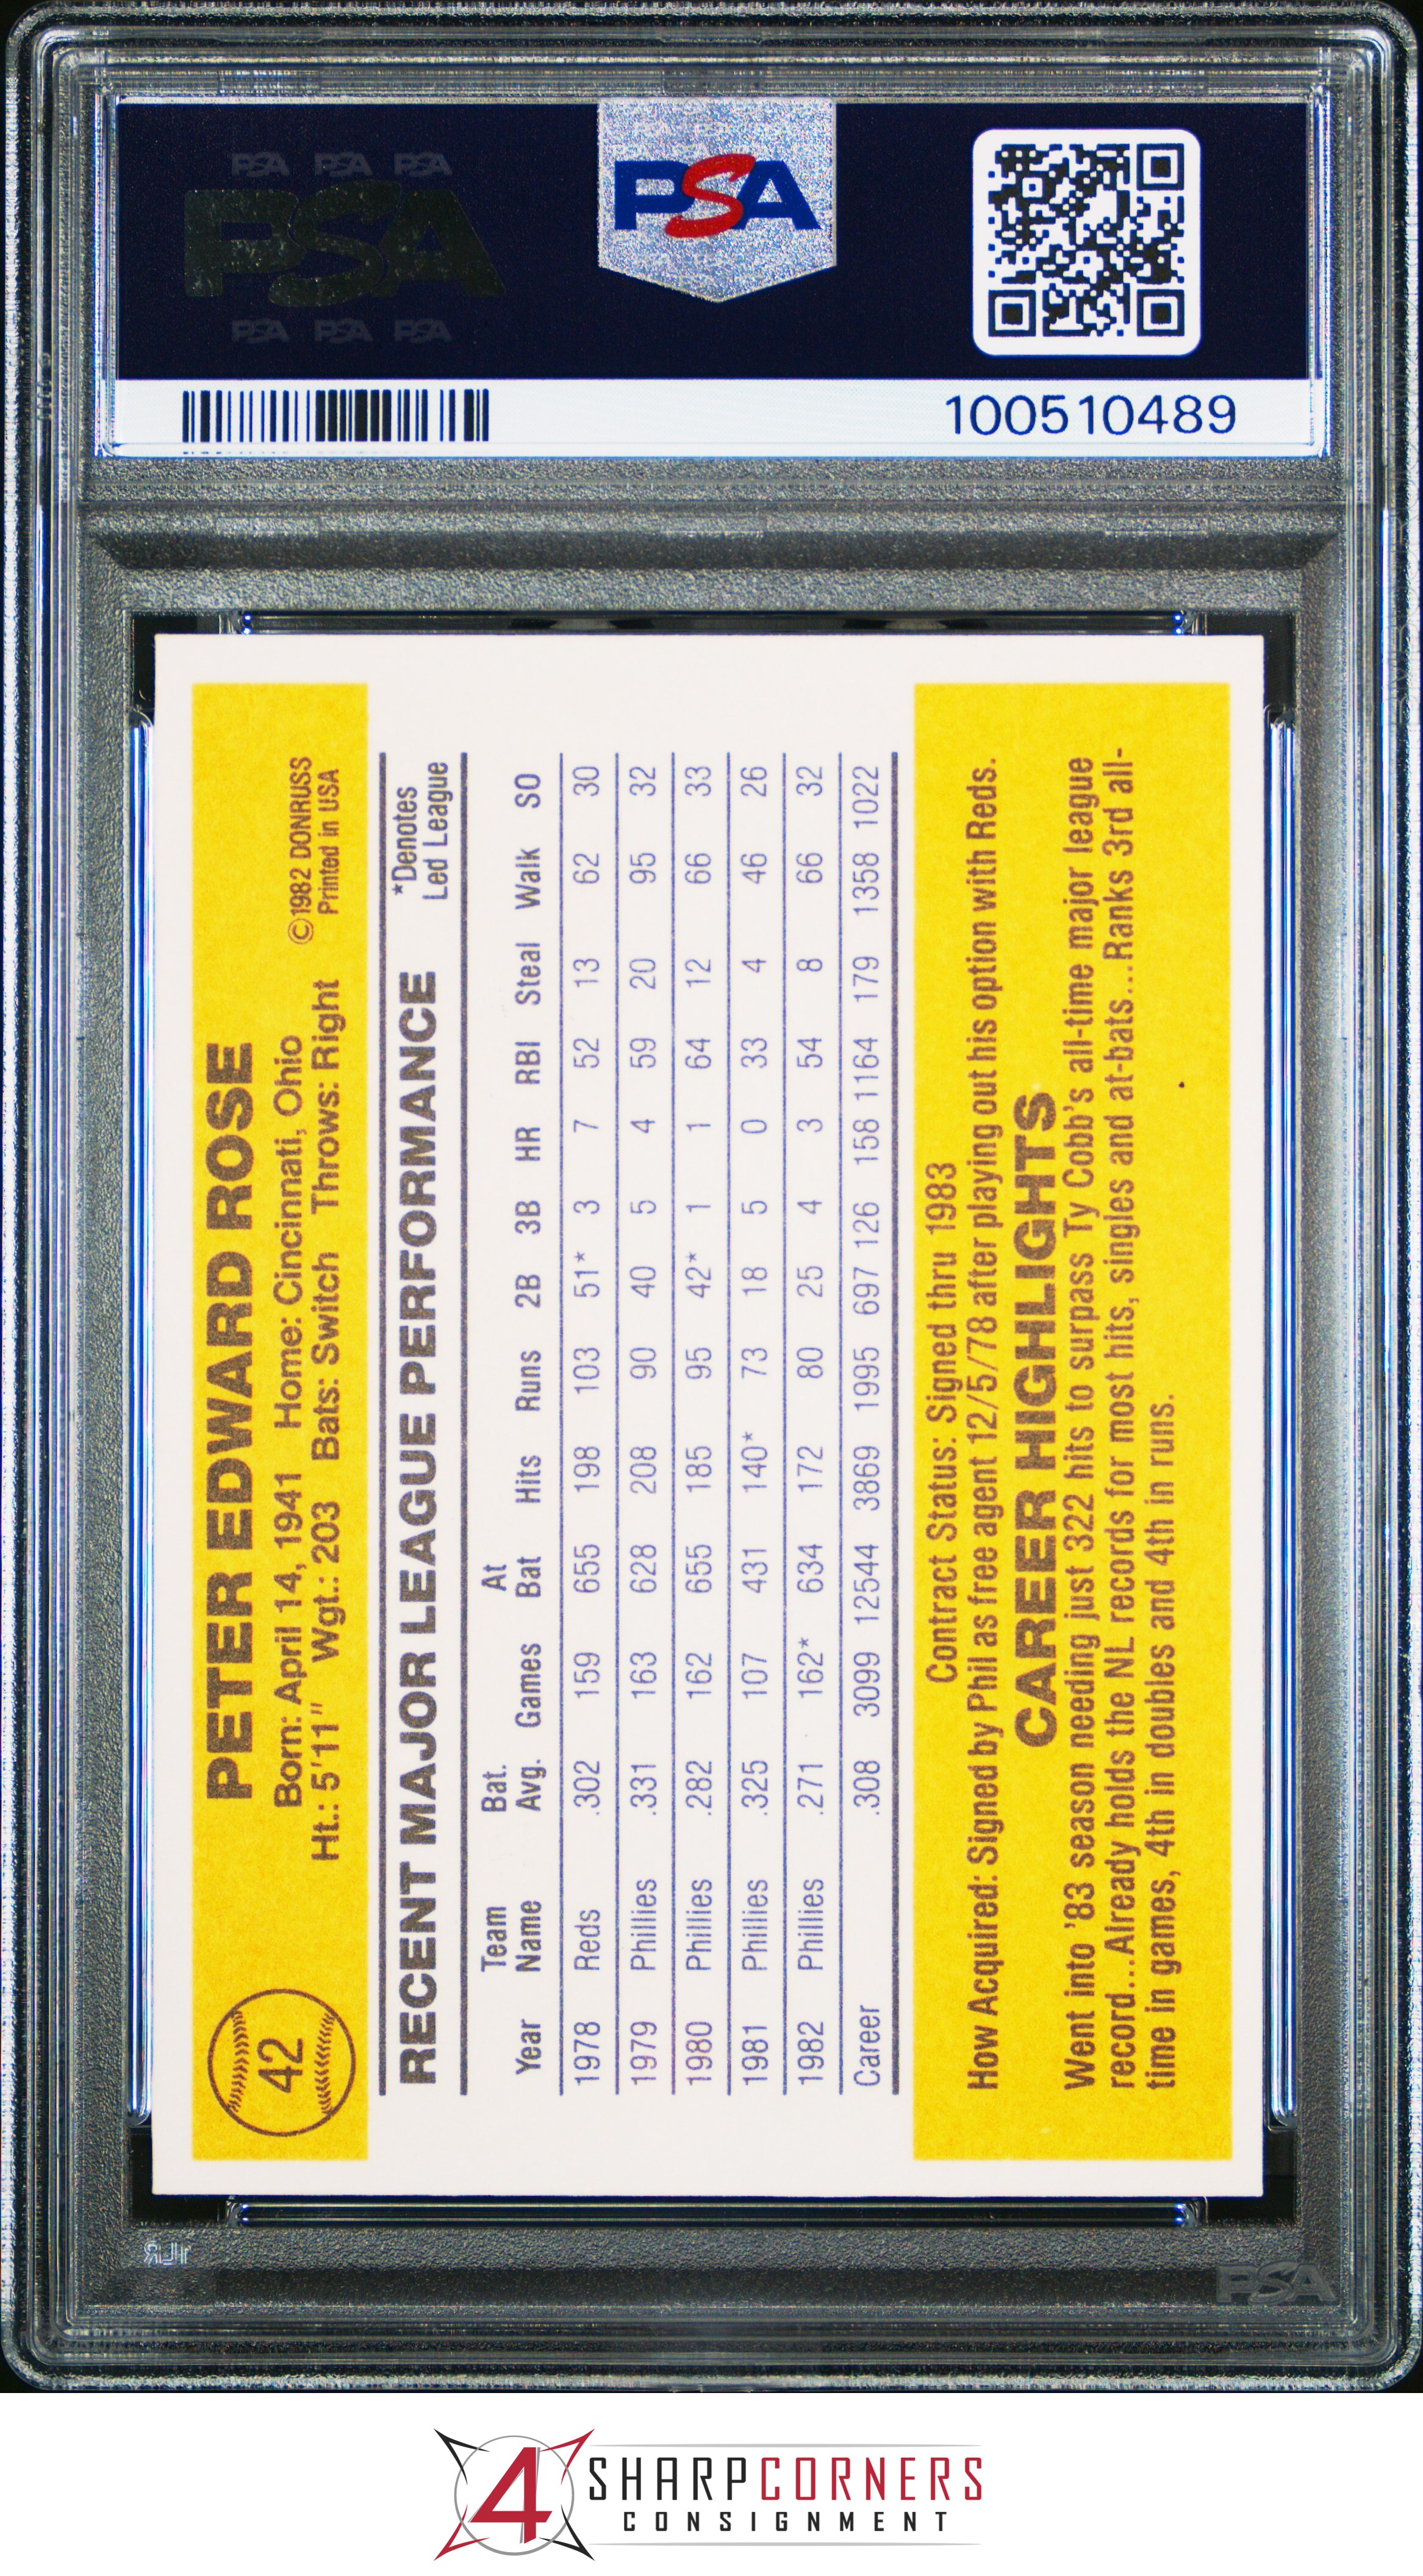 PSA PSA PSA
PSA
PSA PSA PSA
PSA
100510489
42
PETER EDWARD ROSE
Born: April 14, 1941 Home: Cincinnati, Ohio ©1982 DONRUSS
Ht.: 5'11" Wgt.: 203 Bats: Switch Throws: Right Printed in USA
RECENT MAJOR LEAGUE PERFORMANCE *Denotes
Led League
Team Bat. At
Year Name Avg. Games Bat Hits Runs 2B 3B HR RBI Steal Walk SO
1978 Reds .302 159 655 198 103 51* 3 7 52 13 62 30
1979 Phillies .331 163 628 208 90 40 5 4 59 20 95 32
1980 Phillies .282 162 655 185 95 42* 1 1 64 12 66 33
1981 Phillies .325 107 431 140* 73 18 5 0 33 4 46 26
1982 Phillies .271 162* 634 172 80 25 4 3 54 8 66 32
Career .308 3099 12544 3869 1995 697 126 158 1164 179 1358 1022
Contract Status: Signed thru 1983
How Acquired: Signed by Phil as free agent 12/5/78 after playing out his option with Reds.
CAREER HIGHLIGHTS
Went into '83 season needing just 322 hits to surpass Ty Cobb's all-time major league
record...Already holds the NL records for most hits, singles and at-bats...Ranks 3rd all-
time in games, 4th in doubles and 4th in runs.
PSA
4 SHARPCORNERS
CONSIGNMENT